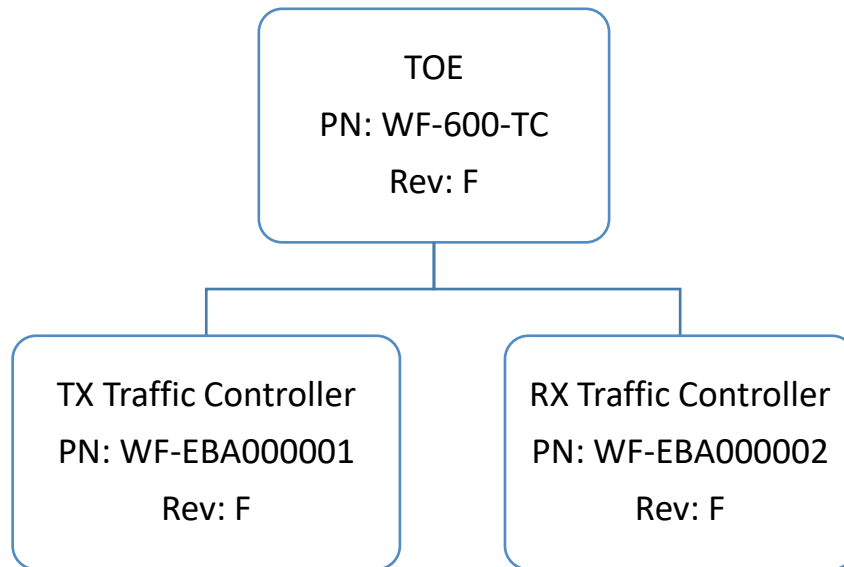 TOE
PN: WF-600-TC
Rev: F
TX Traffic Controller
PN: WF-EBA000001
Rev: F
RX Traffic Controller
PN: WF-EBA000002
Rev: F